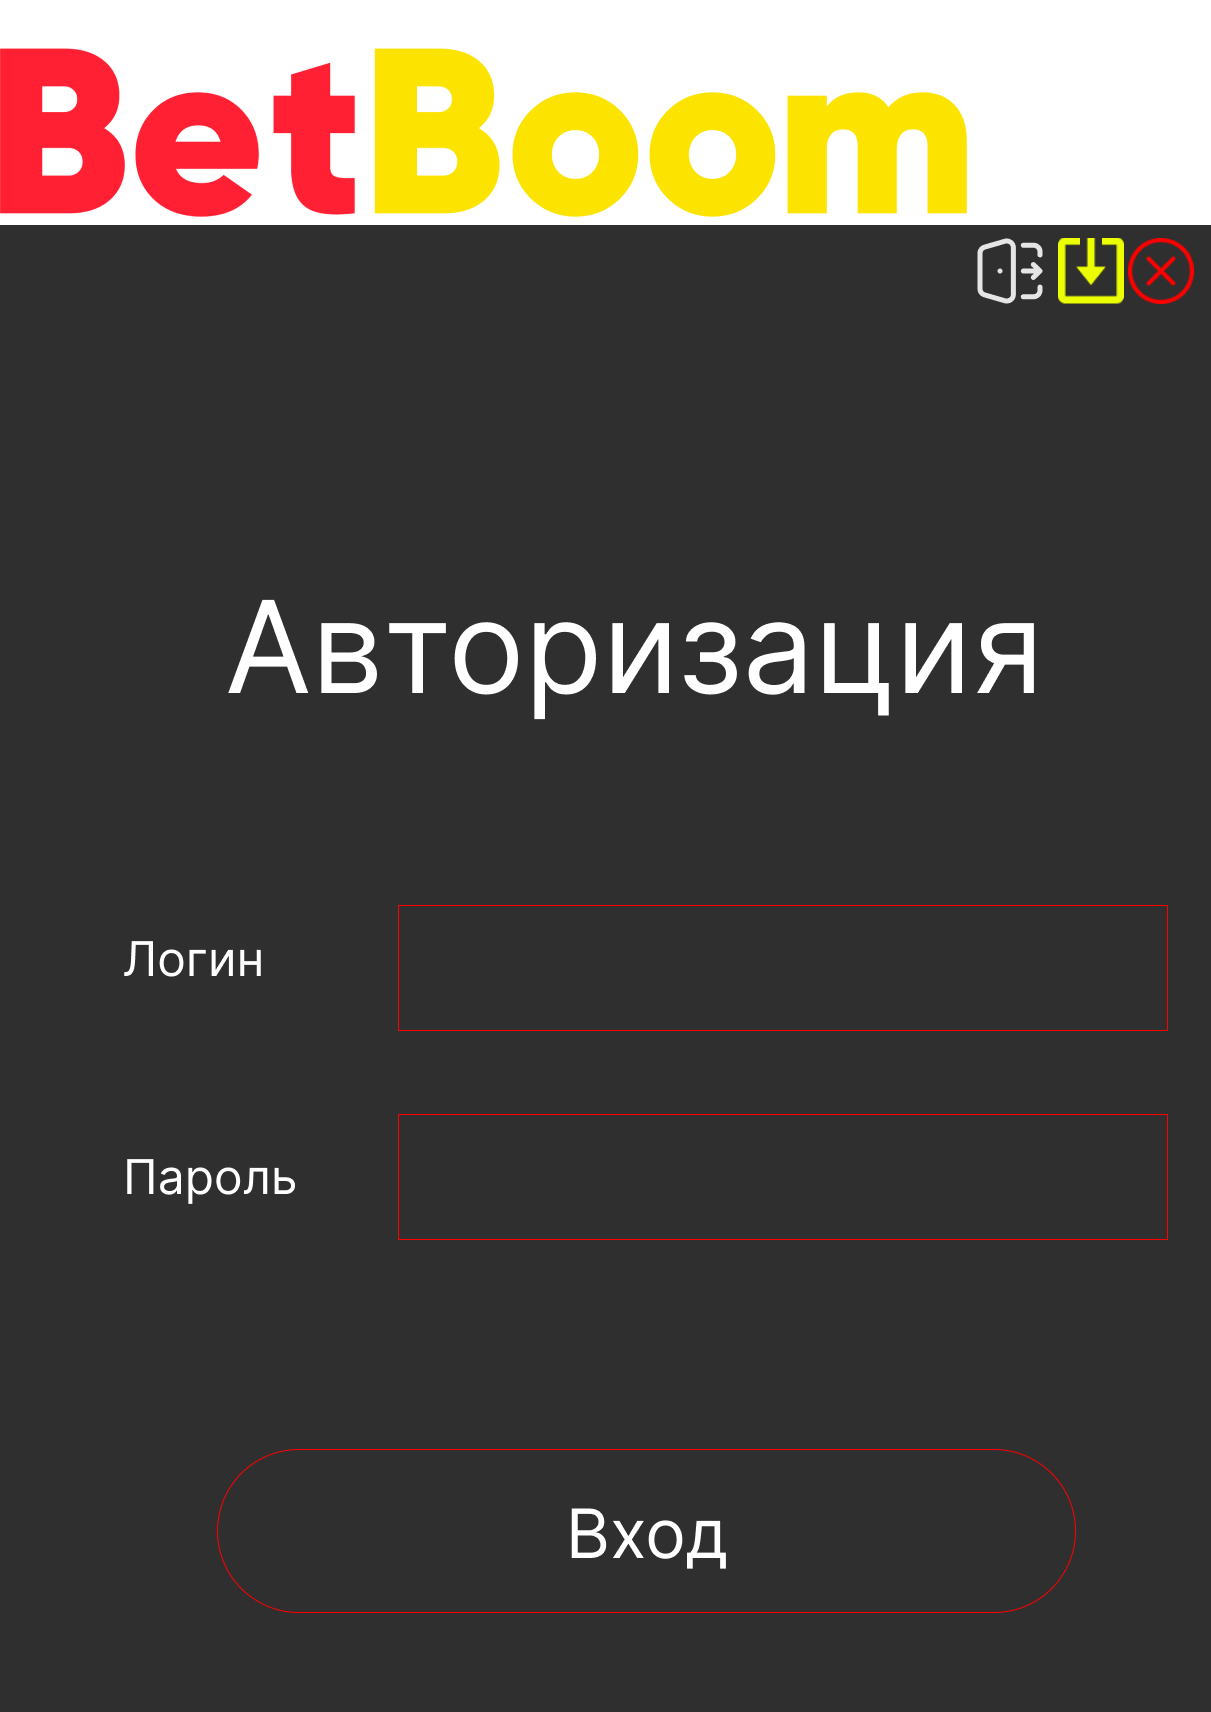 BetBoom
Авторизация
Логин
Пароль
Вход